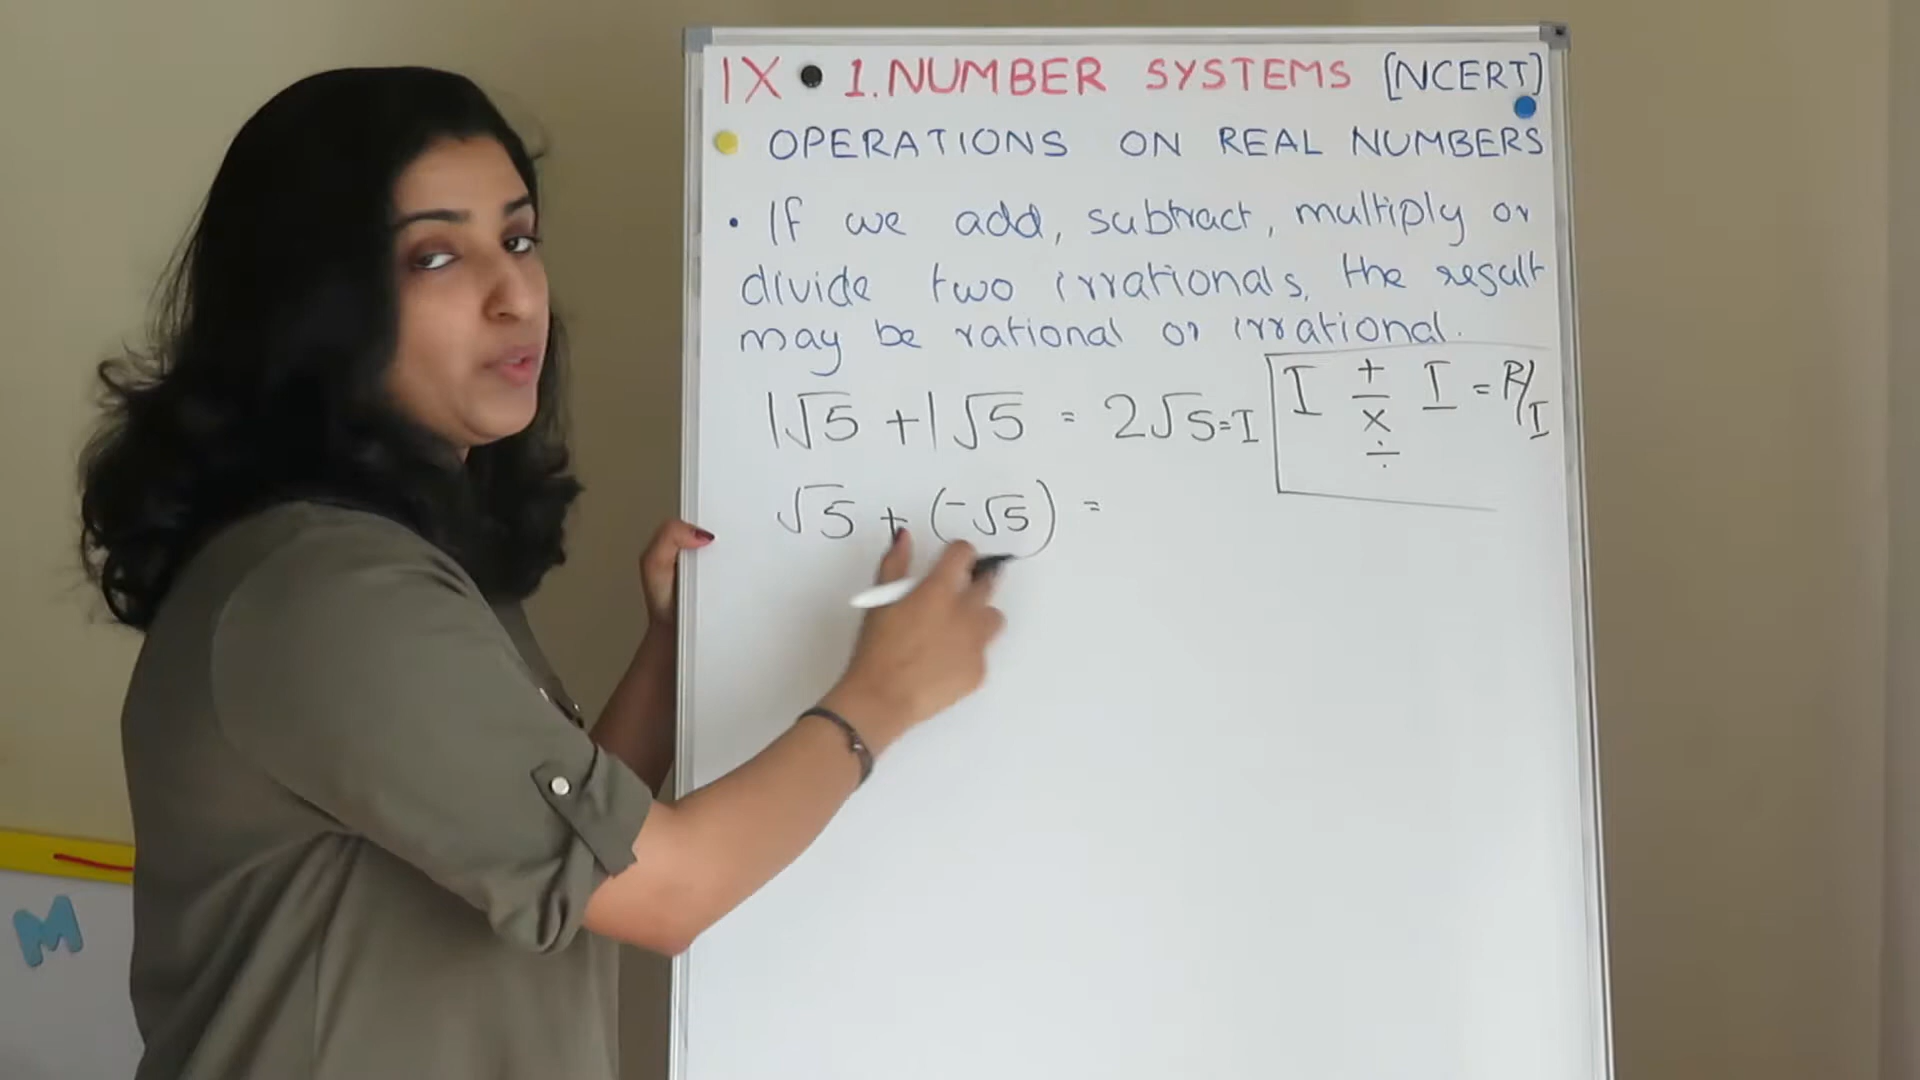 IX • 1. NUMBER SYSTEMS [NCERT]
OPERATIONS ON REAL NUMBERS
• If we add, subtract, multiply or
divide two irrationals, the result
may be rational or irrational.
1√5 + 1√5 = 2√5 = I
I + - × ÷ I = R/I
√5 + (-√5) =
M